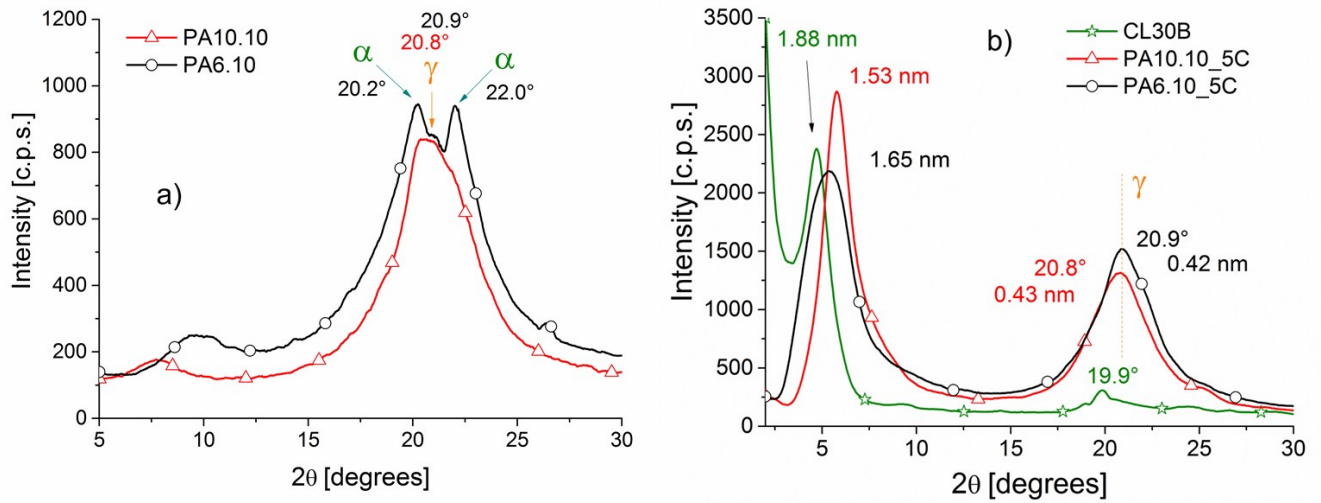 1200
1000
800
600
400
200
0
5
10
15
20
25
30
Intensity [c.p.s.]
2θ [degrees]
PA10.10
PA6.10
a)
20.9°
20.8°
α
γ
α
20.2°
22.0°
3500
3000
2500
2000
1500
1000
500
0
5
10
15
20
25
30
Intensity [c.p.s.]
2θ [degrees]
b)
CL30B
PA10.10_5C
PA6.10_5C
1.88 nm
1.53 nm
1.65 nm
γ
20.9°
0.42 nm
20.8°
0.43 nm
19.9°